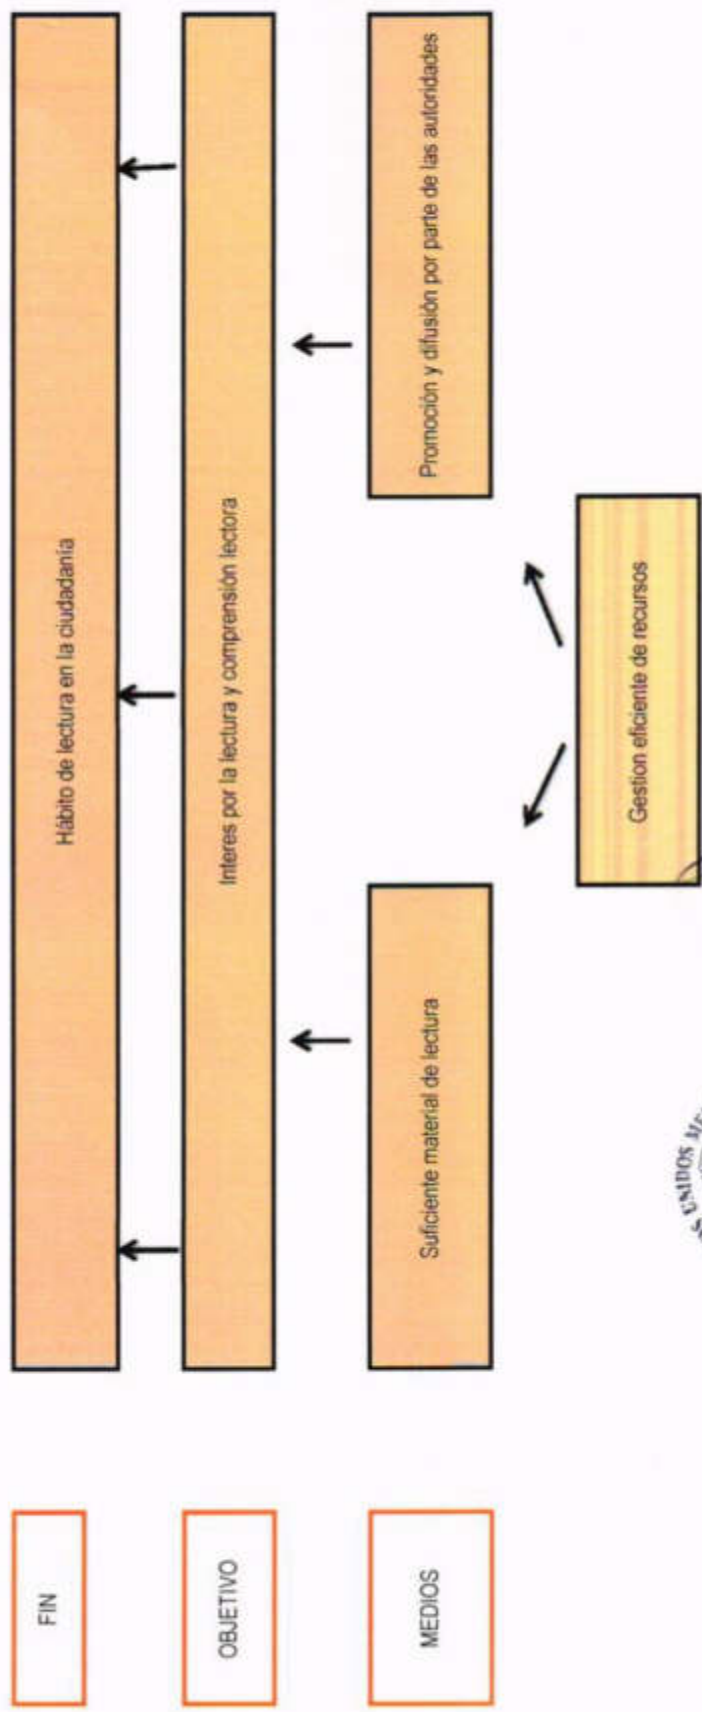 FIN
Hábito de lectura en la ciudadanía
OBJETIVO
Interes por la lectura y comprensión lectora
MEDIOS
Suficiente material de lectura
Promoción y difusión por parte de las autoridades
Gestion eficiente de recursos
UNIDOS